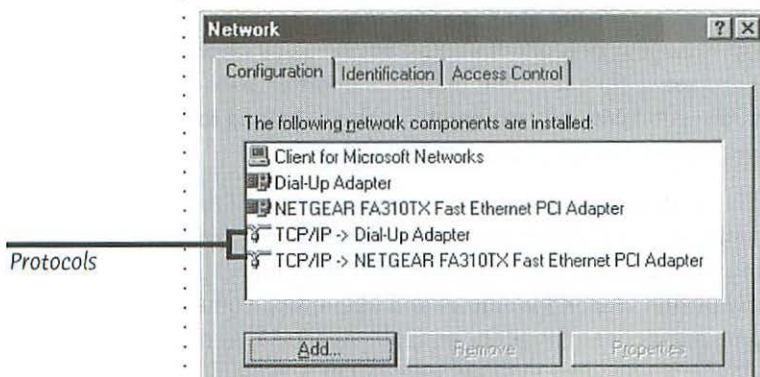 Network
Configuration Identification Access Control
The following network components are installed:
Client for Microsoft Networks
Dial-Up Adapter
NETGEAR FA310TX Fast Ethernet PCI Adapter
TCP/IP -> Dial-Up Adapter
TCP/IP -> NETGEAR FA310TX Fast Ethernet PCI Adapter
Protocols
Add... Remove Properties